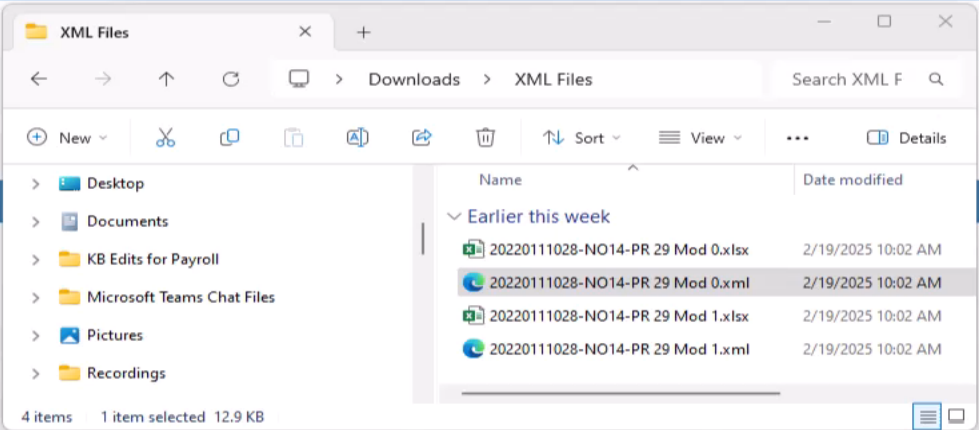 XML Files
Downloads > XML Files
Search XML F
New
Sort
View
Details
Desktop
Documents
KB Edits for Payroll
Microsoft Teams Chat Files
Pictures
Recordings
Name Date modified
Earlier this week
20220111028-NO14-PR 29 Mod 0.xlsx 2/19/2025 10:02 AM
20220111028-NO14-PR 29 Mod 0.xml 2/19/2025 10:02 AM
20220111028-NO14-PR 29 Mod 1.xlsx 2/19/2025 10:02 AM
20220111028-NO14-PR 29 Mod 1.xml 2/19/2025 10:02 AM
4 items 1 item selected 12.9 KB